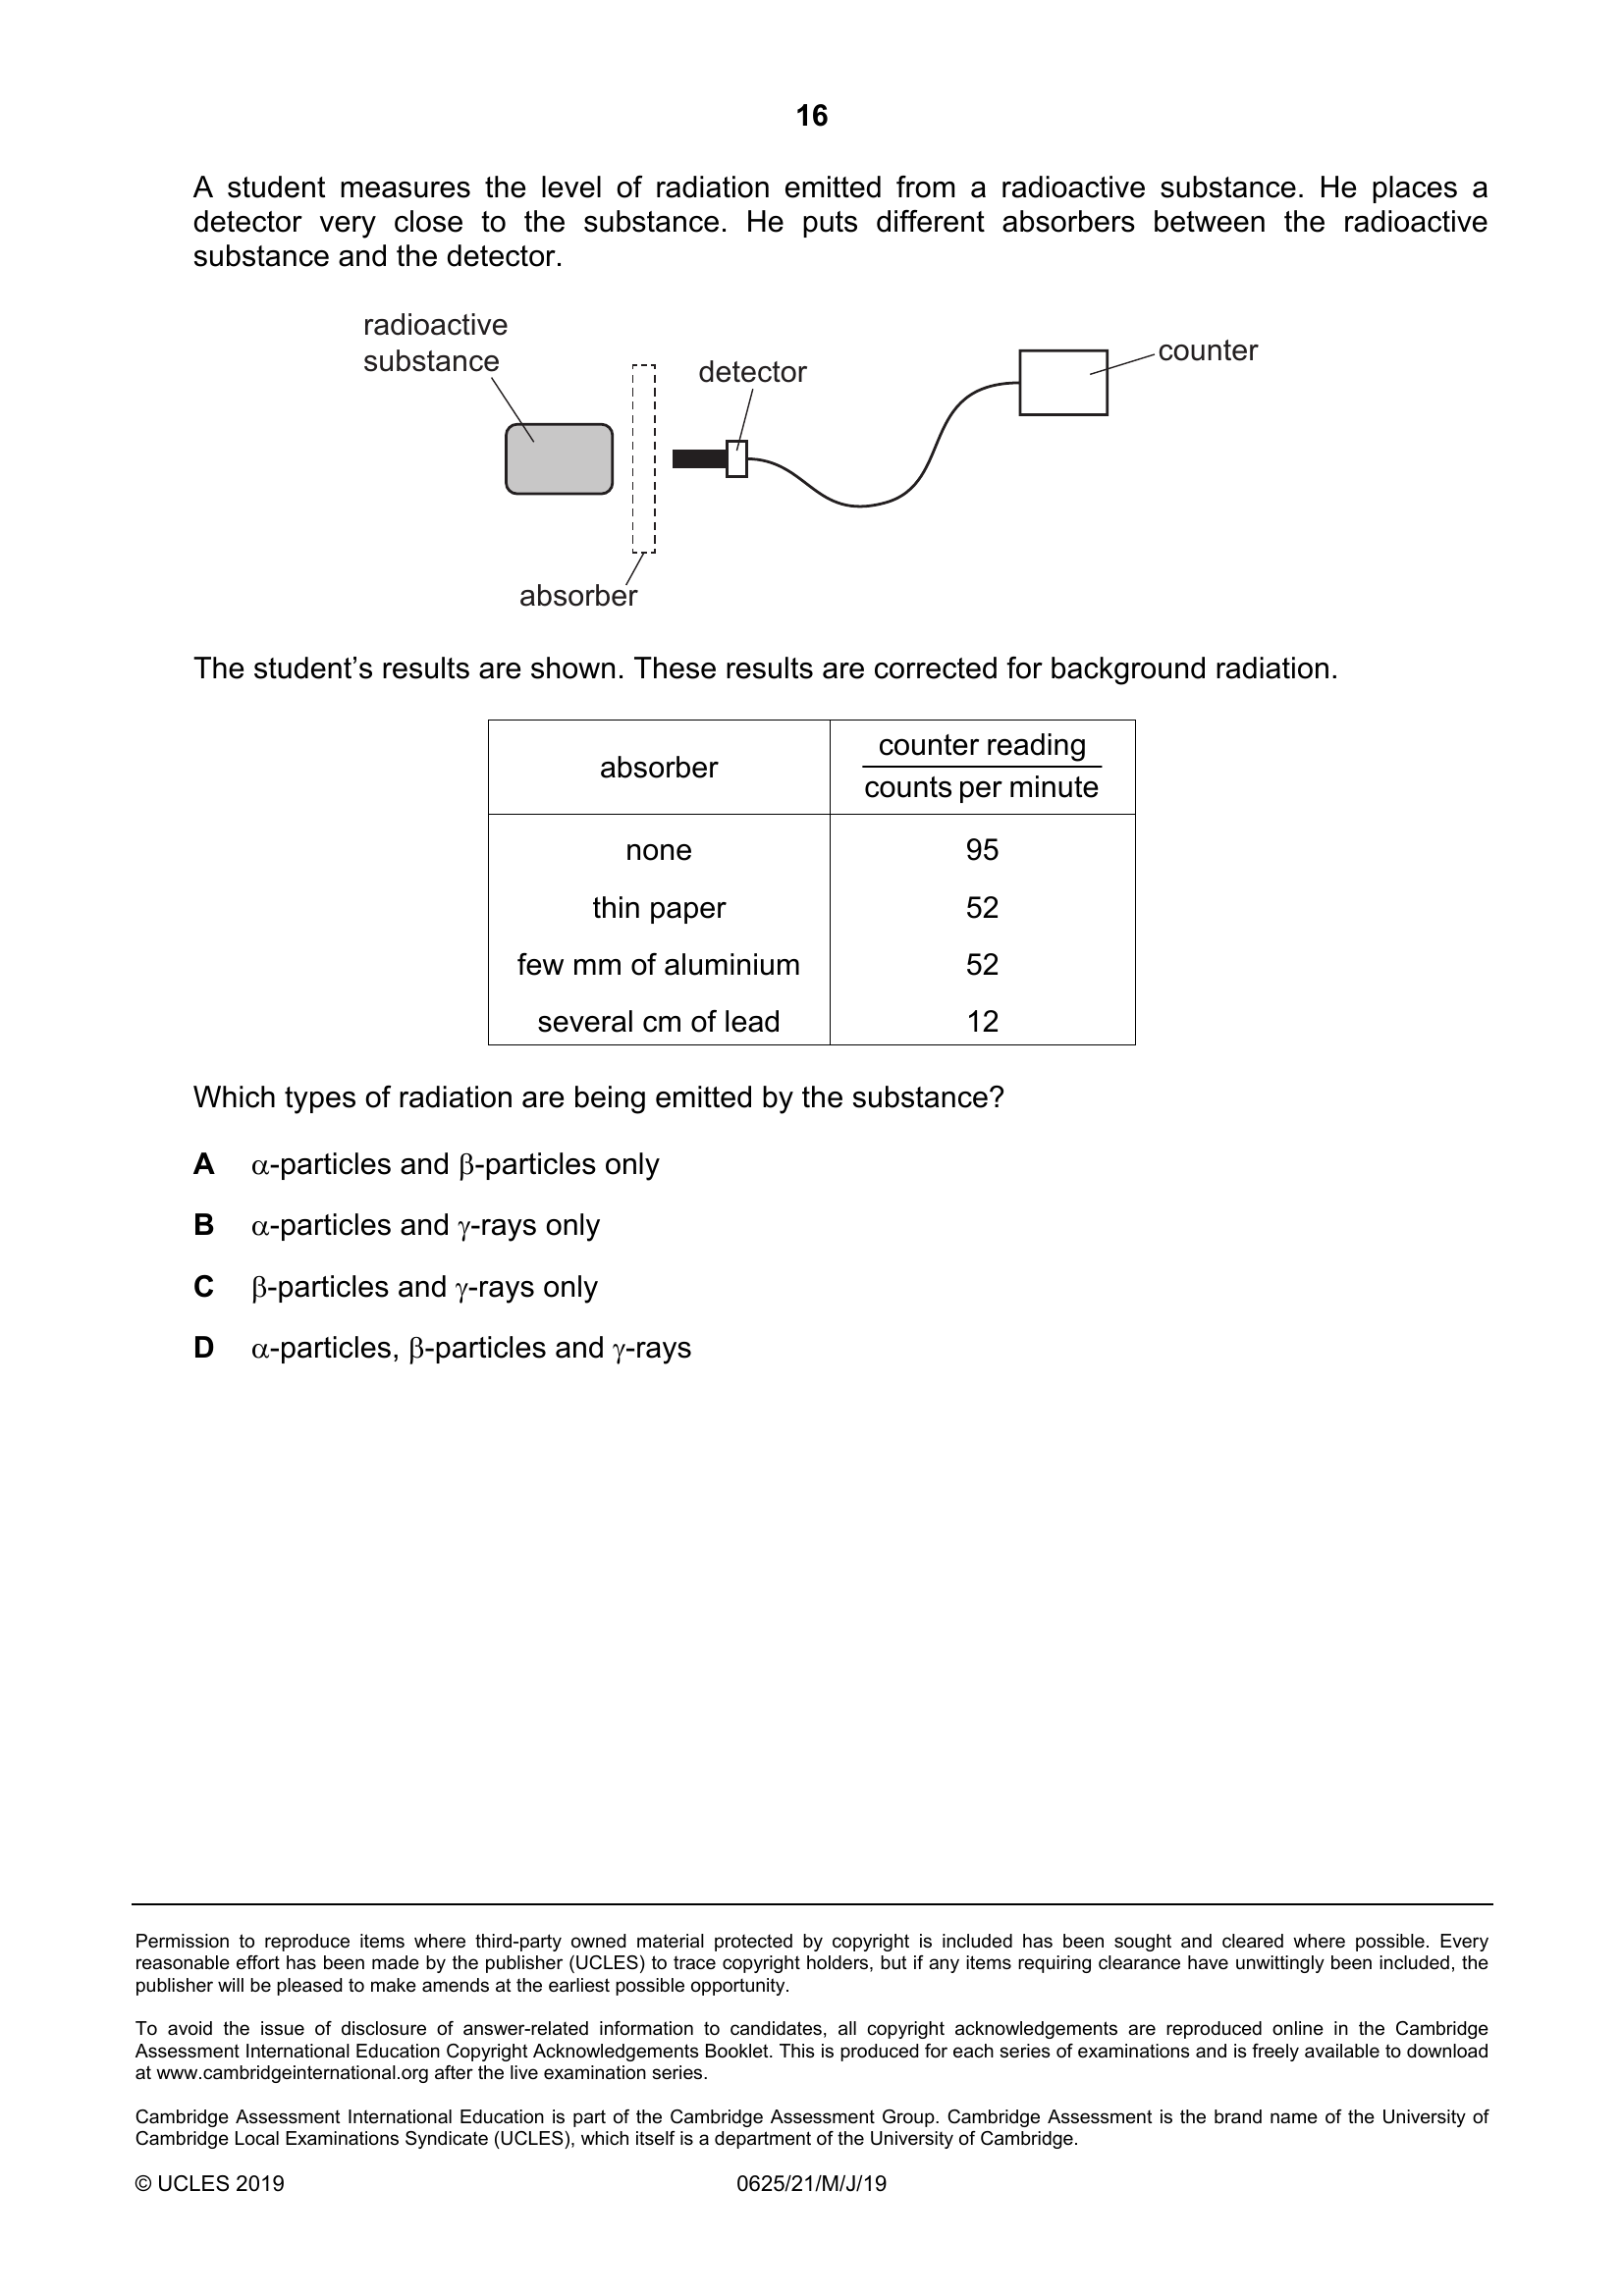 16
A student measures the level of radiation emitted from a radioactive substance. He places a
detector very close to the substance. He puts different absorbers between the radioactive
substance and the detector.
radioactive
substance
detector
counter
absorber
The student’s results are shown. These results are corrected for background radiation.
absorber
counter reading
counts per minute
none 95
thin paper 52
few mm of aluminium 52
several cm of lead 12
Which types of radiation are being emitted by the substance?
A α-particles and β-particles only
B α-particles and γ-rays only
C β-particles and γ-rays only
D α-particles, β-particles and γ-rays
Permission to reproduce items where third-party owned material protected by copyright is included has been sought and cleared where possible. Every
reasonable effort has been made by the publisher (UCLES) to trace copyright holders, but if any items requiring clearance have unwittingly been included, the
publisher will be pleased to make amends at the earliest possible opportunity.
To avoid the issue of disclosure of answer-related information to candidates, all copyright acknowledgements are reproduced online in the Cambridge
Assessment International Education Copyright Acknowledgements Booklet. This is produced for each series of examinations and is freely available to download
at www.cambridgeinternational.org after the live examination series.
Cambridge Assessment International Education is part of the Cambridge Assessment Group. Cambridge Assessment is the brand name of the University of
Cambridge Local Examinations Syndicate (UCLES), which itself is a department of the University of Cambridge.
© UCLES 2019 0625/21/M/J/19